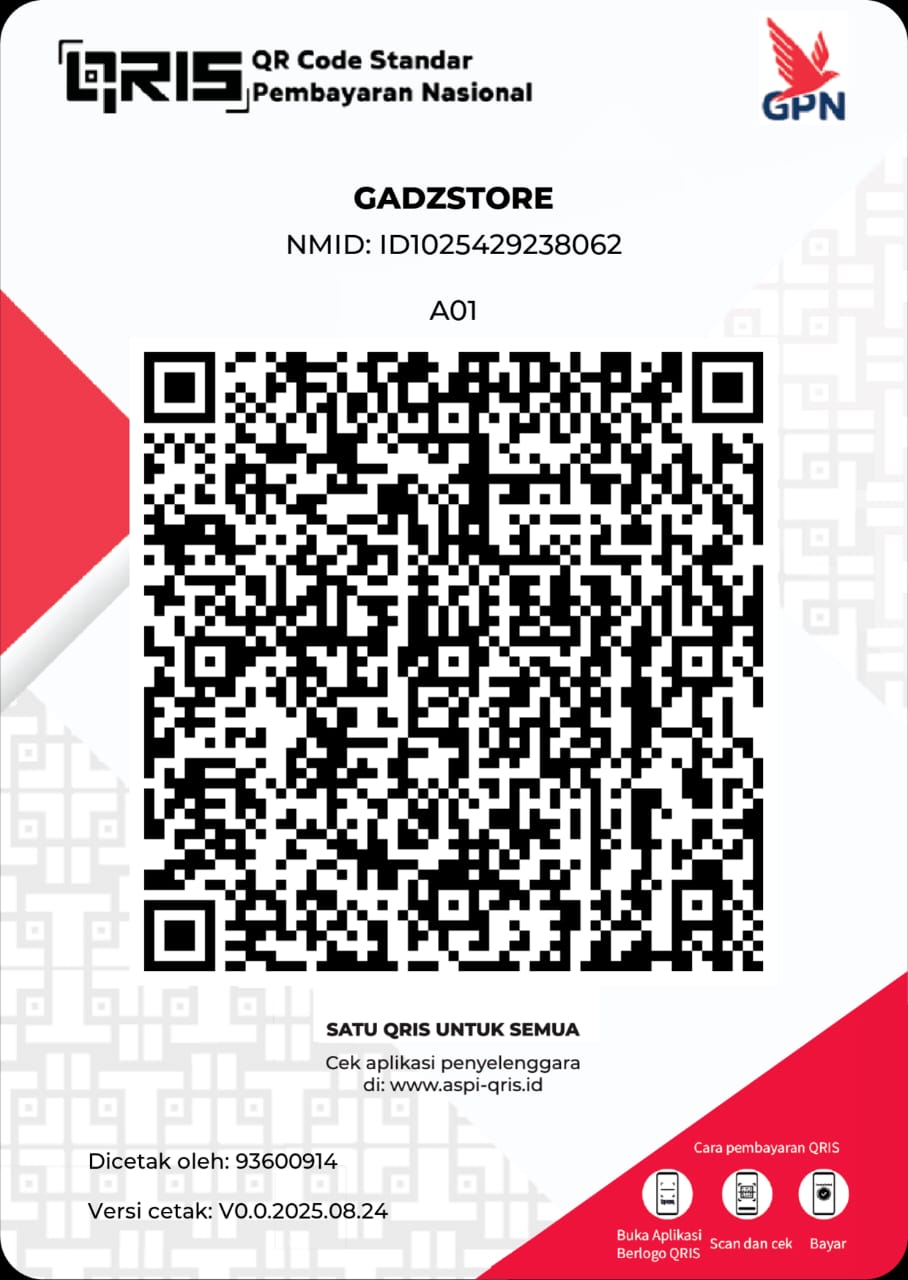 QRIS
QR Code Standar
Pembayaran Nasional
GPN
GADZSTORE
NMID: ID1025429238062
A01
SATU QRIS UNTUK SEMUA
Cek aplikasi penyelenggara
di: www.aspi-qris.id
Dicetak oleh: 93600914
Versi cetak: V0.0.2025.08.24
Cara pembayaran QRIS
Buka Aplikasi
Berlogo QRIS
Scan dan cek
Bayar